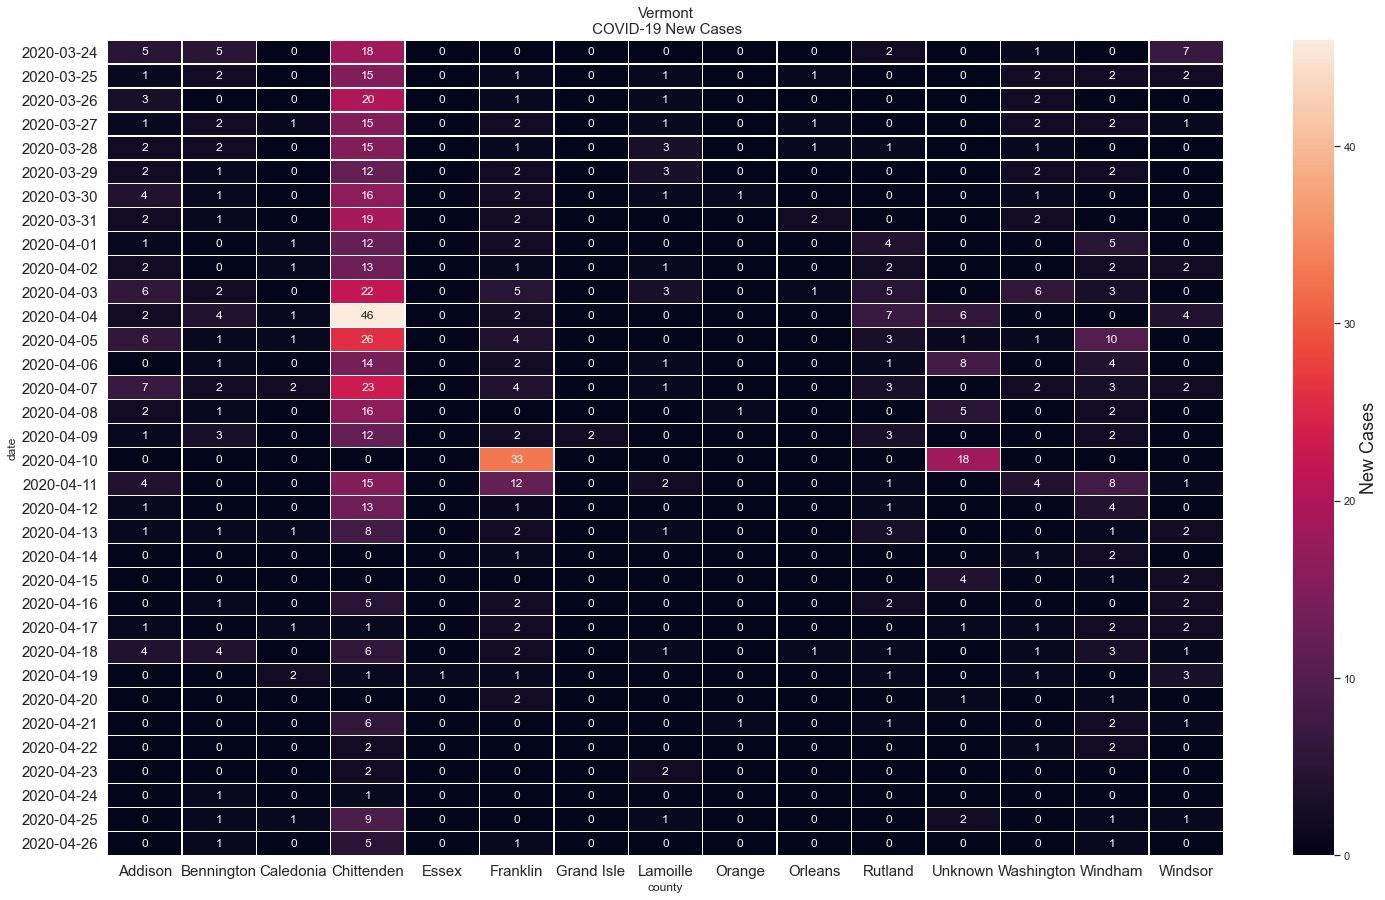 Vermont
COVID-19 New Cases
2020-03-24 5 5 0 18 0 0 0 0 0 0 2 0 1 0 7
2020-03-25 1 2 0 15 0 1 0 1 0 1 0 0 2 2 2
2020-03-26 3 0 0 20 0 1 0 1 0 0 0 0 2 0 0
2020-03-27 1 2 1 15 0 2 0 1 0 1 0 0 2 2 1
2020-03-28 2 2 0 15 0 1 0 3 0 1 1 0 1 0 0
2020-03-29 2 1 0 12 0 2 0 3 0 0 0 0 2 2 0
2020-03-30 4 1 0 16 0 2 0 1 1 0 0 0 1 0 0
2020-03-31 2 1 0 19 0 2 0 0 0 2 0 0 2 0 0
2020-04-01 1 0 1 12 0 2 0 0 0 0 4 0 0 5 0
2020-04-02 2 0 1 13 0 1 0 1 0 0 2 0 0 2 2
2020-04-03 6 2 0 22 0 5 0 3 0 1 5 0 6 3 0
2020-04-04 2 4 1 46 0 2 0 0 0 0 7 6 0 0 4
2020-04-05 6 1 1 26 0 4 0 0 0 0 3 1 1 10 0
2020-04-06 0 1 0 14 0 2 0 1 0 0 1 8 0 4 0
2020-04-07 7 2 2 23 0 4 0 1 0 0 3 0 2 3 2
2020-04-08 2 1 0 16 0 0 0 0 1 0 0 5 0 2 0
2020-04-09 1 3 0 12 0 2 2 0 0 0 3 0 0 2 0
2020-04-10 0 0 0 0 0 33 0 0 0 0 0 18 0 0 0
2020-04-11 4 0 0 15 0 12 0 2 0 0 1 0 4 8 1
2020-04-12 1 0 0 13 0 1 0 0 0 0 1 0 0 4 0
2020-04-13 1 1 1 8 0 2 0 1 0 0 3 0 0 1 2
2020-04-14 0 0 0 0 0 1 0 0 0 0 0 0 1 2 0
2020-04-15 0 0 0 0 0 0 0 0 0 0 0 4 0 1 2
2020-04-16 0 1 0 5 0 2 0 0 0 0 2 0 0 0 2
2020-04-17 1 0 1 1 0 2 0 0 0 0 0 1 1 2 2
2020-04-18 4 4 0 6 0 2 0 1 0 1 1 0 1 3 1
2020-04-19 0 0 2 1 1 1 0 0 0 0 1 0 1 0 3
2020-04-20 0 0 0 0 0 2 0 0 0 0 0 1 0 1 0
2020-04-21 0 0 0 6 0 0 0 0 1 0 1 0 0 2 1
2020-04-22 0 0 0 2 0 0 0 0 0 0 0 0 1 2 0
2020-04-23 0 0 0 2 0 0 0 2 0 0 0 0 0 0 0
2020-04-24 0 1 0 1 0 0 0 0 0 0 0 0 0 0 0
2020-04-25 0 1 1 9 0 0 0 1 0 0 0 2 0 1 1
2020-04-26 0 1 0 5 0 1 0 0 0 0 0 0 0 1 0
Addison Bennington Caledonia Chittenden Essex Franklin Grand Isle Lamoille Orange Orleans Rutland Unknown Washington Windham Windsor
county
date
40
30
20
10
0
New Cases